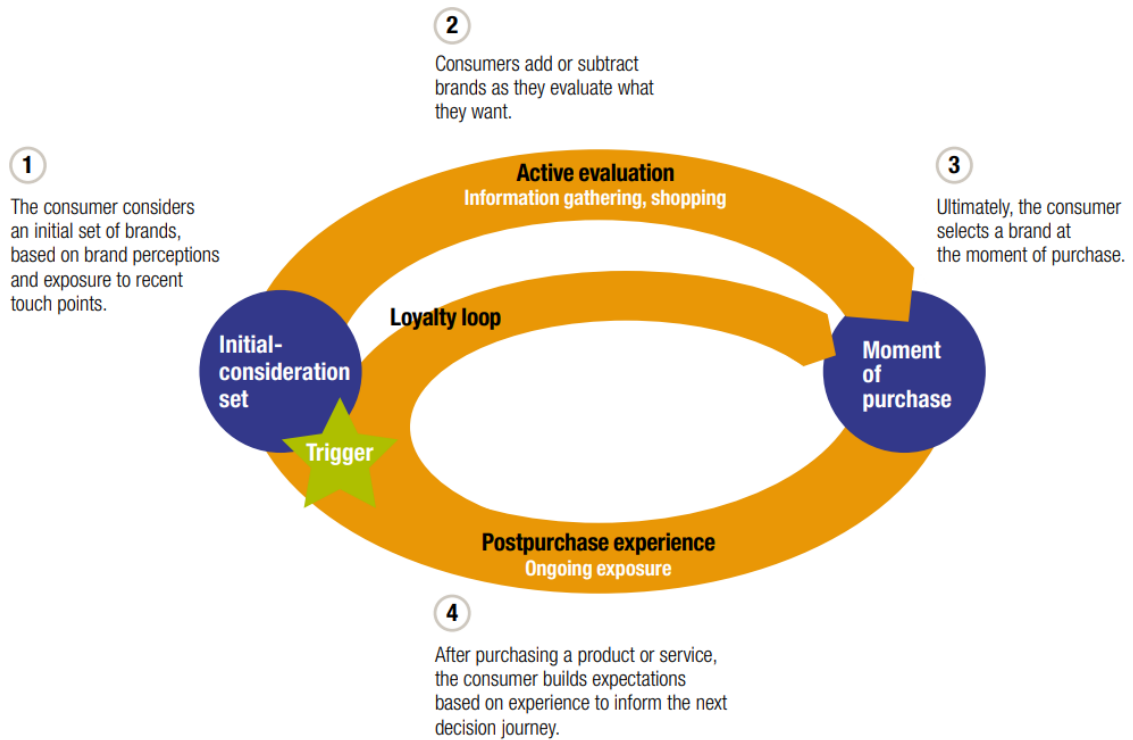 1
The consumer considers
an initial set of brands,
based on brand perceptions
and exposure to recent
touch points.
2
Consumers add or subtract
brands as they evaluate what
they want.
3
Ultimately, the consumer
selects a brand at
the moment of purchase.
Active evaluation
Information gathering, shopping
Loyalty loop
Initial-
consideration
set
Trigger
Moment
of
purchase
Postpurchase experience
Ongoing exposure
4
After purchasing a product or service,
the consumer builds expectations
based on experience to inform the next
decision journey.